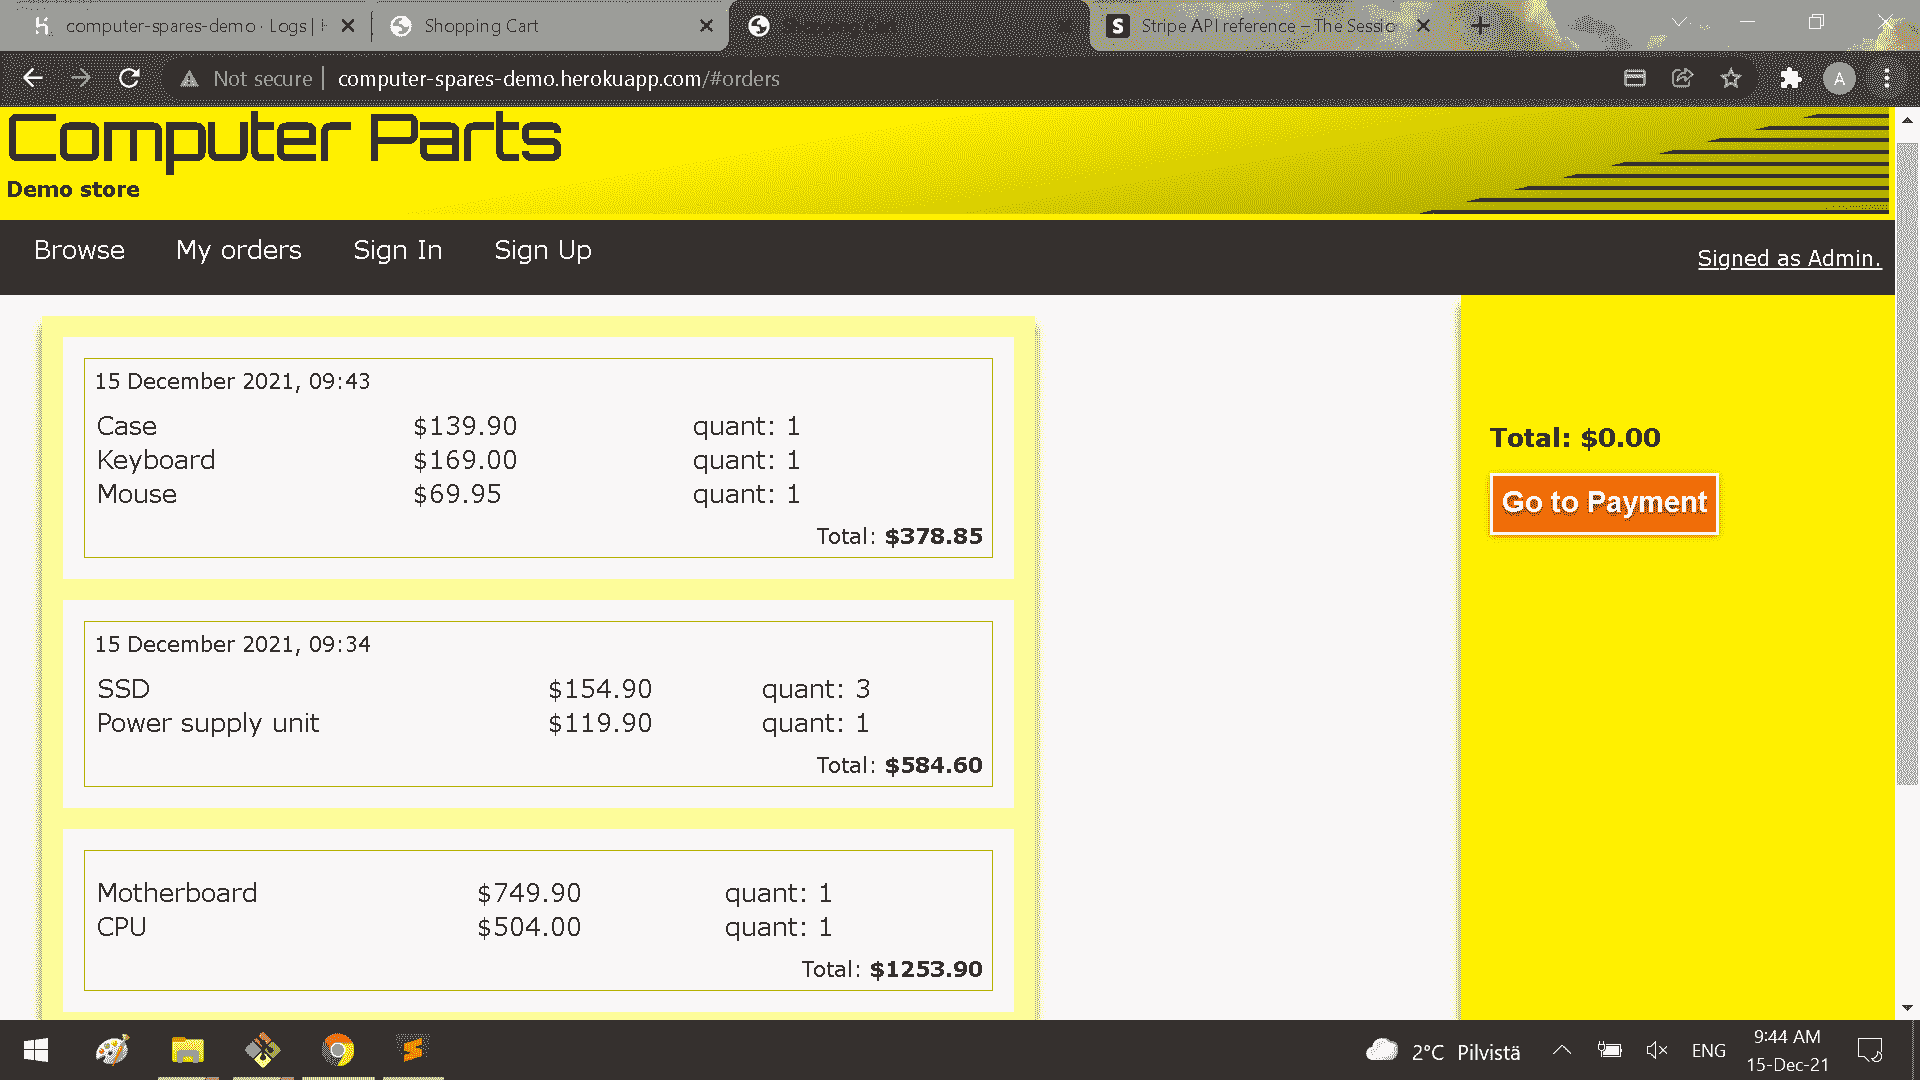 computer-spares-demo · Logs |
Shopping Cart
Shopping Cart
Stripe API reference – The Sessic
Not secure
computer-spares-demo.herokuapp.com/#orders
A
Computer Parts
Demo store
Browse
My orders
Sign In
Sign Up
Signed as Admin.
15 December 2021, 09:43
Case $139.90 quant: 1
Keyboard $169.00 quant: 1
Mouse $69.95 quant: 1
Total: $378.85
15 December 2021, 09:34
SSD $154.90 quant: 3
Power supply unit $119.90 quant: 1
Total: $584.60
Motherboard $749.90 quant: 1
CPU $504.00 quant: 1
Total: $1253.90
Total: $0.00
Go to Payment
2°C Pilvistä
ENG
9:44 AM
15-Dec-21